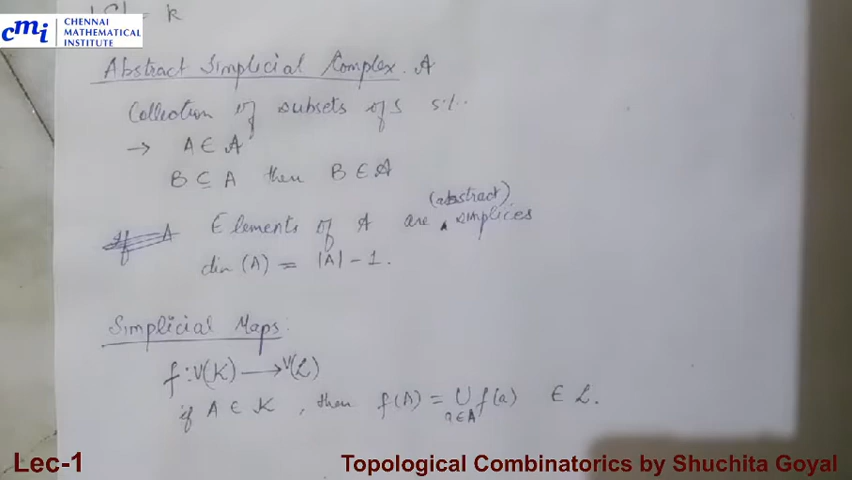 |S| = k
cmi CHENNAI
MATHEMATICAL
INSTITUTE
Abstract Simplicial Complex. A
Collection of subsets of S s.t.
→ A ∈ A
B ⊆ A then B ∈ A
(abstract)
Elements of A are simplices
dim (A) = |A| - 1.
Simplicial Maps:
f : V(K) ⟶ V(L)
if A ∈ K, then f(A) = ∪ f(a) ∈ L.
a∈A
Lec-1
Topological Combinatorics by Shuchita Goyal